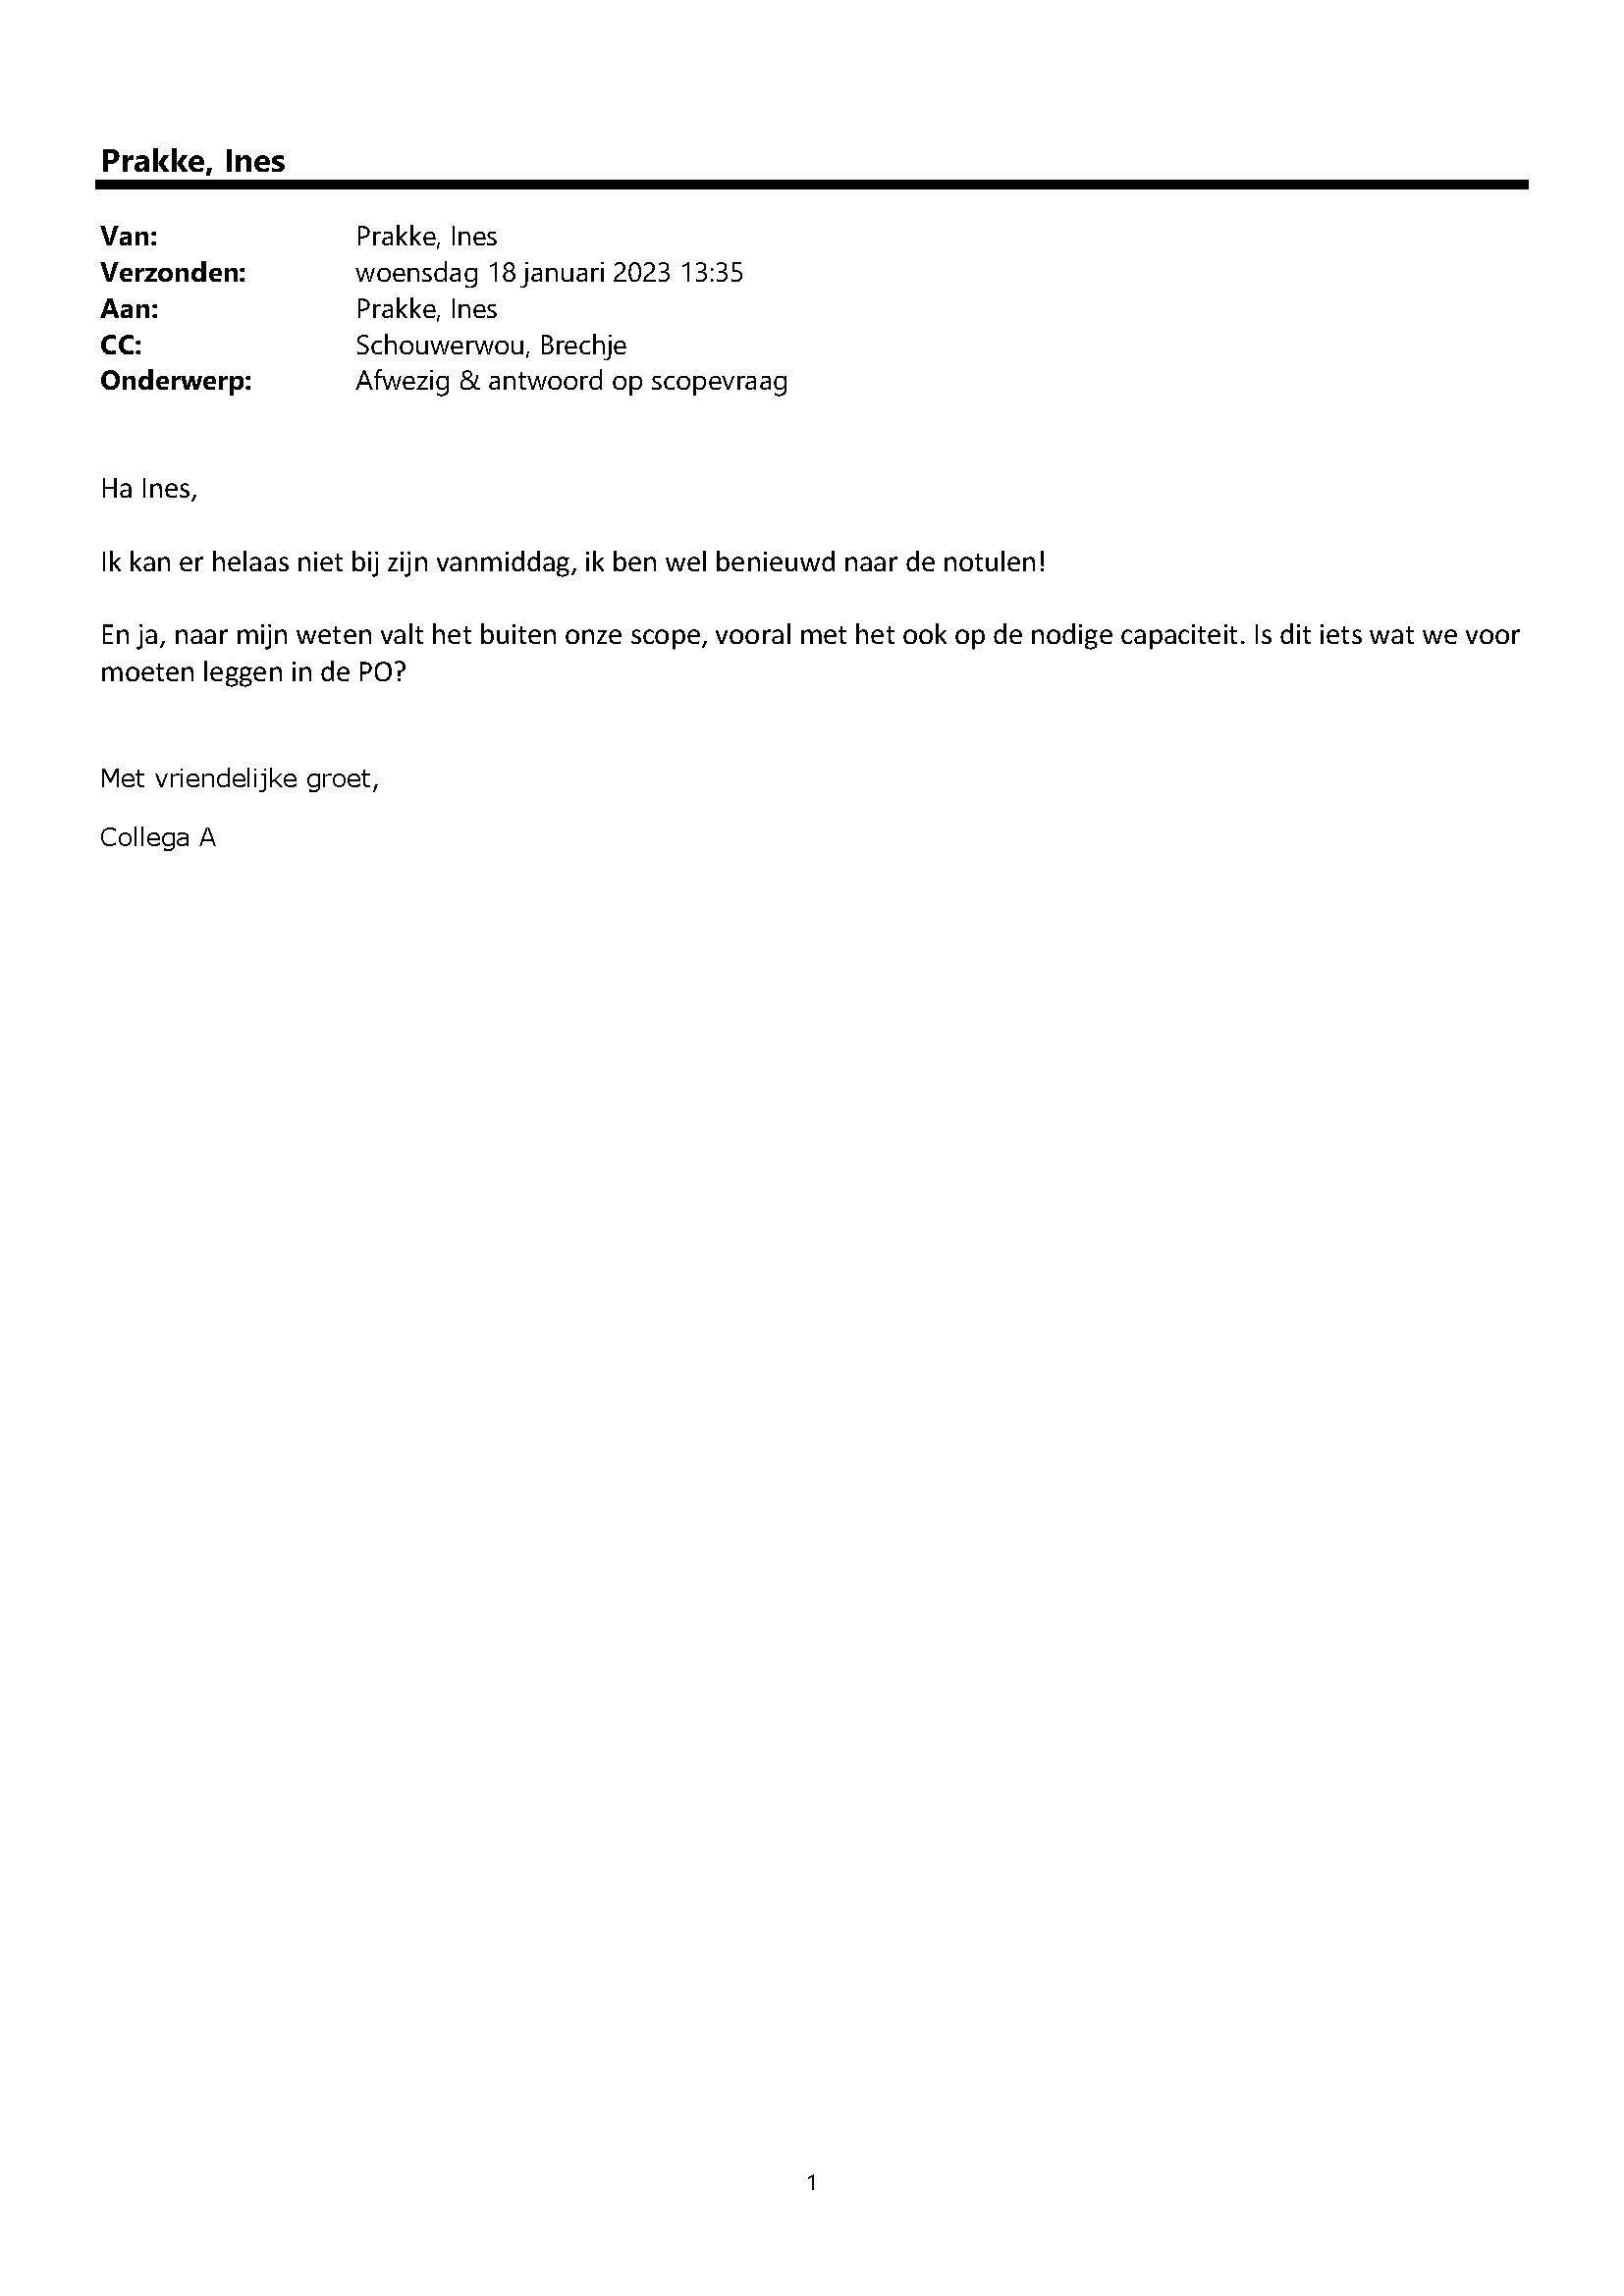 Prakke, Ines
Van: Prakke, Ines
Verzonden: woensdag 18 januari 2023 13:35
Aan: Prakke, Ines
CC: Schouwerwou, Brechje
Onderwerp: Afwezig & antwoord op scopevraag
Ha Ines,
Ik kan er helaas niet bij zijn vanmiddag, ik ben wel benieuwd naar de notulen!
En ja, naar mijn weten valt het buiten onze scope, vooral met het ook op de nodige capaciteit. Is dit iets wat we voor
moeten leggen in de PO?
Met vriendelijke groet,
Collega A
1